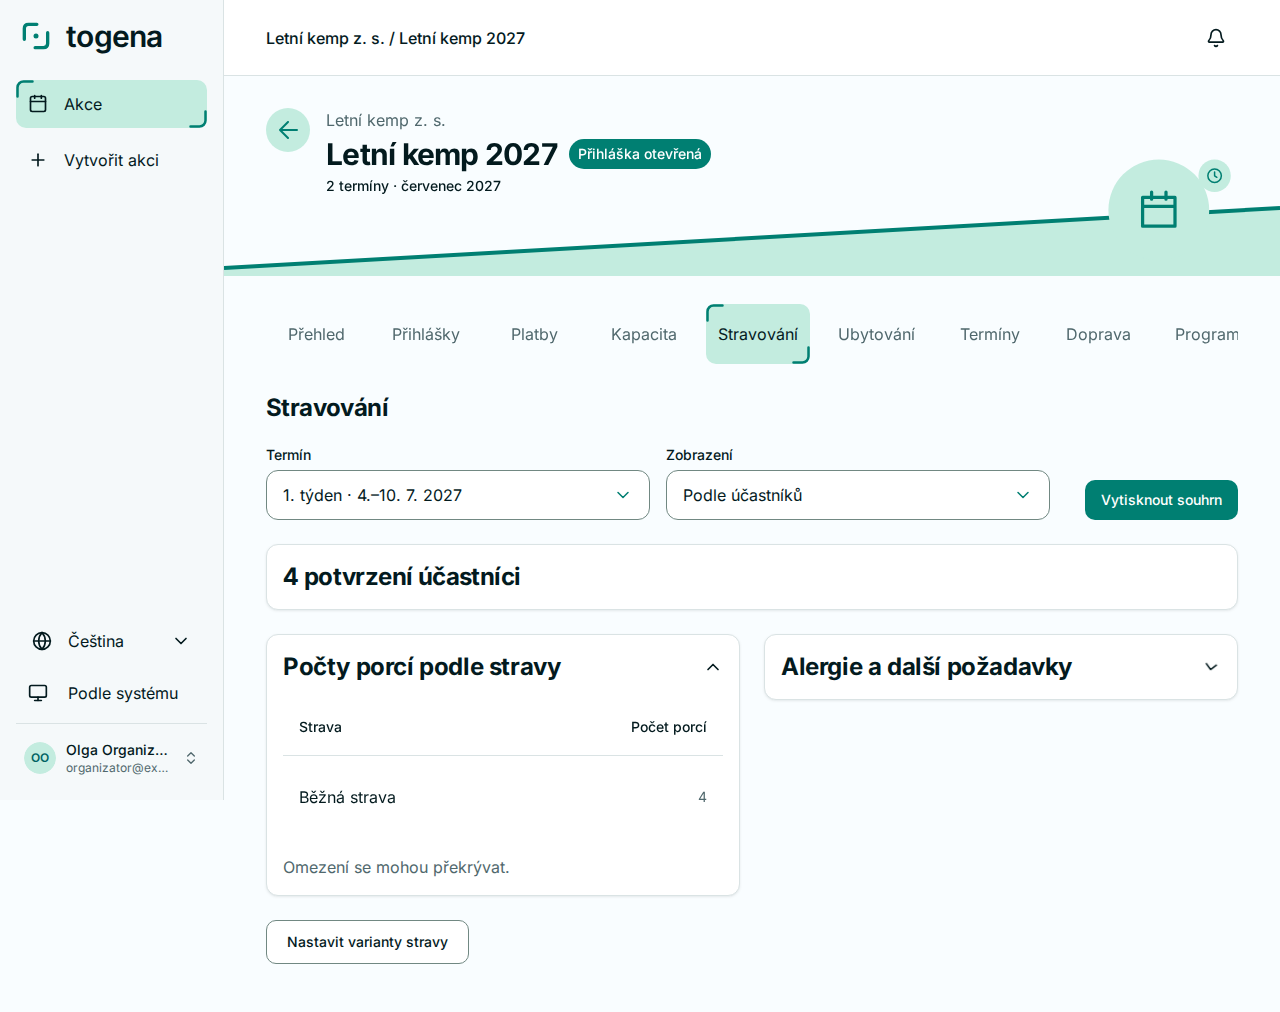 togena
Letní kemp z. s. / Letní kemp 2027
Akce
Vytvořit akci
Letní kemp z. s.
Letní kemp 2027
Přihláška otevřená
2 termíny · červenec 2027
Přehled
Přihlášky
Platby
Kapacita
Stravování
Ubytování
Termíny
Doprava
Program
Stravování
Termín
Zobrazení
1. týden · 4.–10. 7. 2027
Podle účastníků
Vytisknout souhrn
4 potvrzení účastníci
Počty porcí podle stravy
Alergie a další požadavky
Strava
Počet porcí
Běžná strava
4
Omezení se mohou překrývat.
Nastavit varianty stravy
Čeština
Podle systému
OO
Olga Organiz...
organizator@ex...